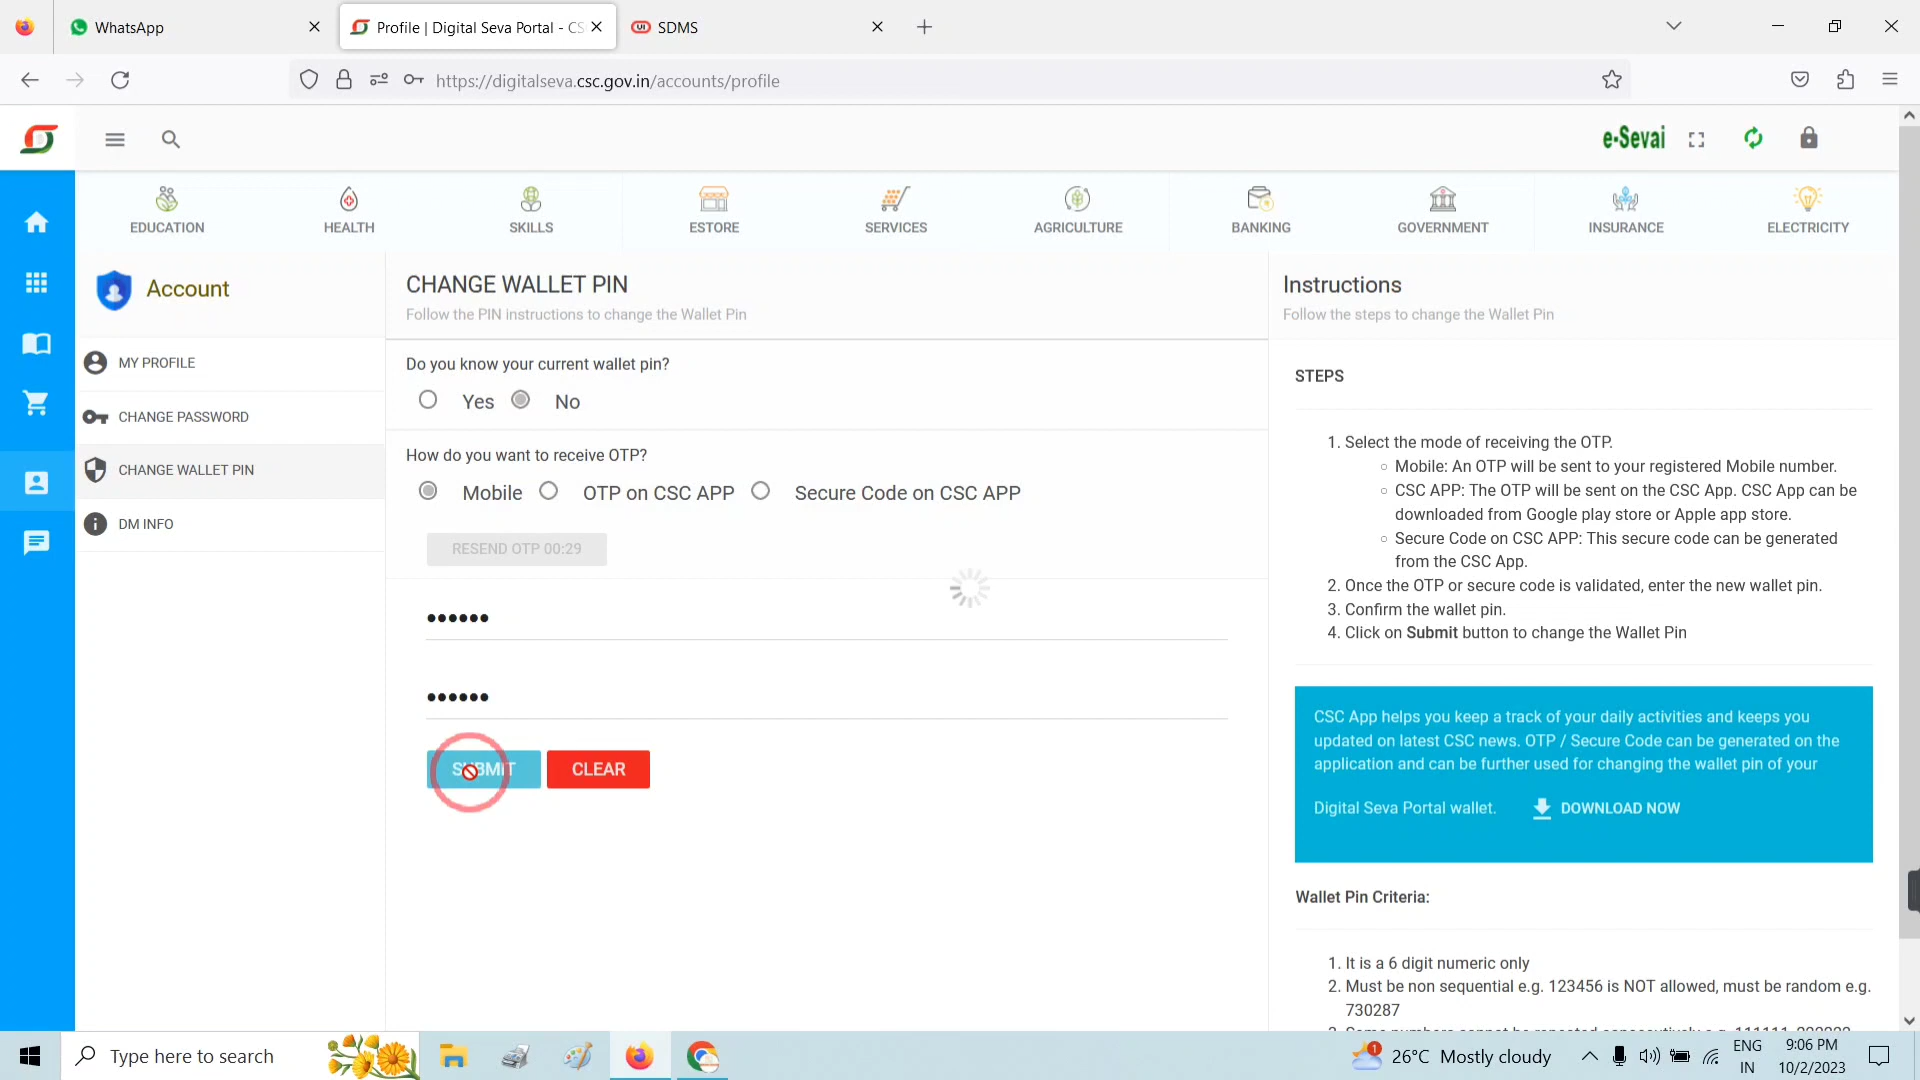 WhatsApp
Profile | Digital Seva Portal - CS
SDMS
https://digitalseva.csc.gov.in/accounts/profile
e-Sevai
EDUCATION
HEALTH
SKILLS
ESTORE
SERVICES
AGRICULTURE
BANKING
GOVERNMENT
INSURANCE
ELECTRICITY
Account
MY PROFILE
CHANGE PASSWORD
CHANGE WALLET PIN
DM INFO
CHANGE WALLET PIN
Follow the PIN instructions to change the Wallet Pin
Do you know your current wallet pin?
Yes No
How do you want to receive OTP?
Mobile OTP on CSC APP Secure Code on CSC APP
RESEND OTP 00:29
••••••
••••••
SUBMIT CLEAR
Instructions
Follow the steps to change the Wallet Pin
STEPS
1. Select the mode of receiving the OTP.
○ Mobile: An OTP will be sent to your registered Mobile number.
○ CSC APP: The OTP will be sent on the CSC App. CSC App can be
downloaded from Google play store or Apple app store.
○ Secure Code on CSC APP: This secure code can be generated
from the CSC App.
2. Once the OTP or secure code is validated, enter the new wallet pin.
3. Confirm the wallet pin.
4. Click on Submit button to change the Wallet Pin
CSC App helps you keep a track of your daily activities and keeps you
updated on latest CSC news. OTP / Secure Code can be generated on the
application and can be further used for changing the wallet pin of your
Digital Seva Portal wallet. DOWNLOAD NOW
Wallet Pin Criteria:
1. It is a 6 digit numeric only
2. Must be non sequential e.g. 123456 is NOT allowed, must be random e.g.
730287
Type here to search
1
26°C Mostly cloudy
ENG
IN
9:06 PM
10/2/2023